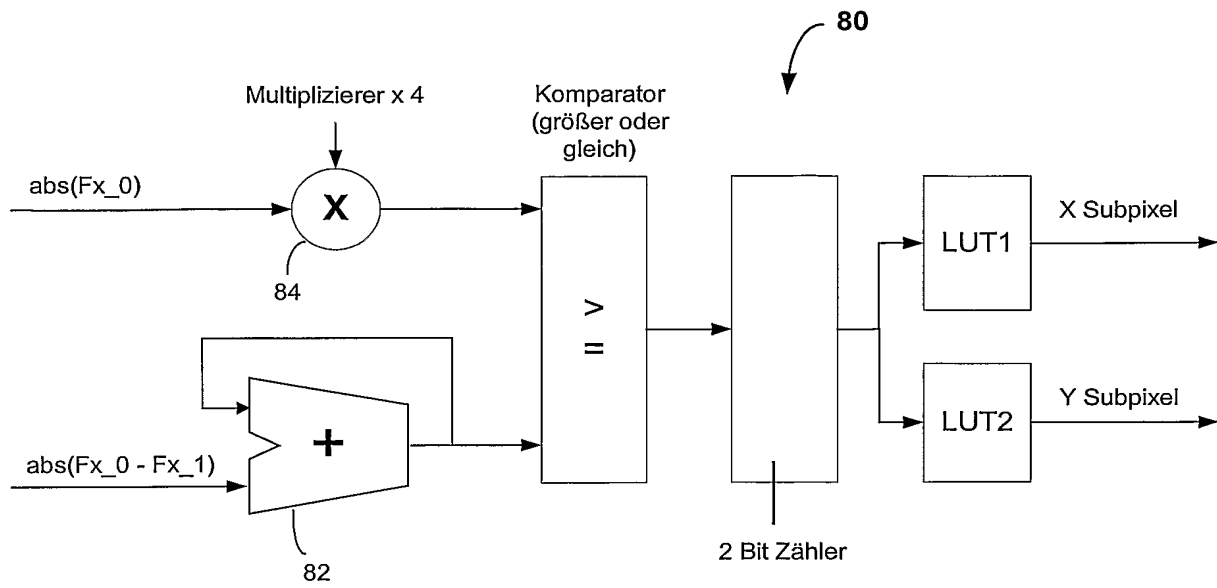 80
Multiplizierer x 4
Komparator
(größer oder
gleich)
abs(Fx_0)
X
84
>
=
LUT1
X Subpixel
LUT2
Y Subpixel
+
abs(Fx_0 - Fx_1)
82
2 Bit Zähler